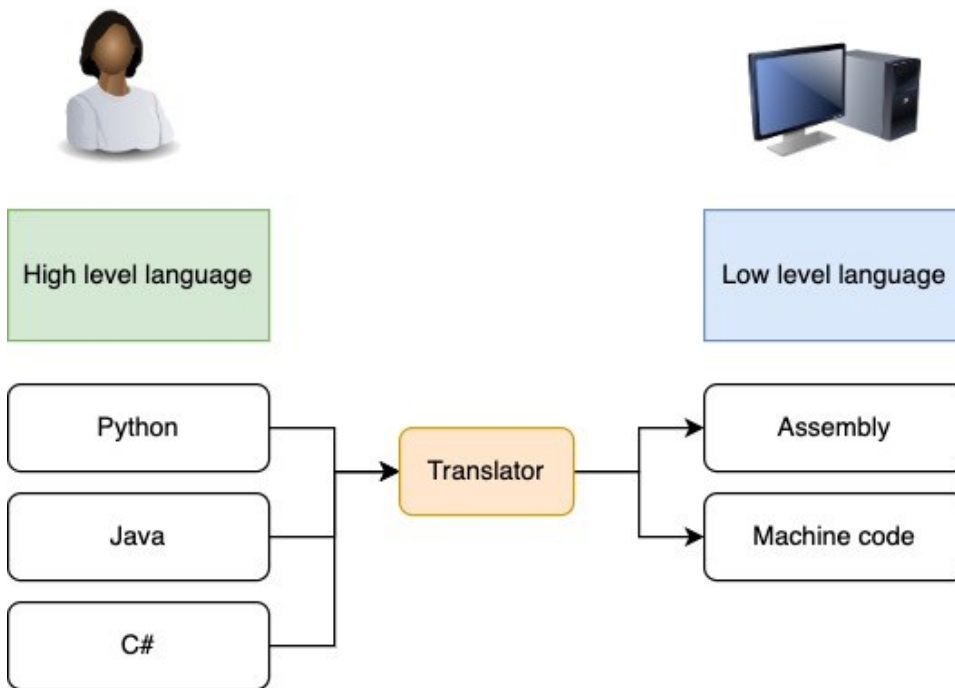 High level language
Low level language
Python
Java
C#
Translator
Assembly
Machine code